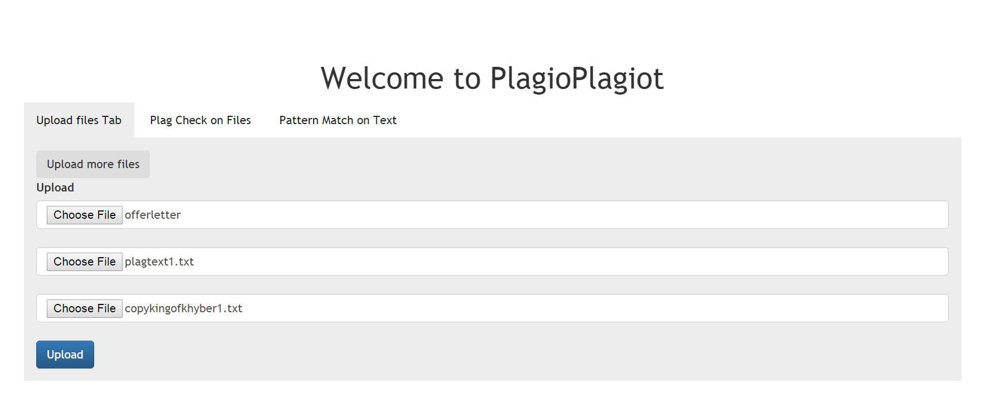 Welcome to PlagioPlagiot
Upload files Tab Plag Check on Files Pattern Match on Text
Upload more files
Upload
Choose File offerletter
Choose File plagtext1.txt
Choose File copykingofkhyber1.txt
Upload